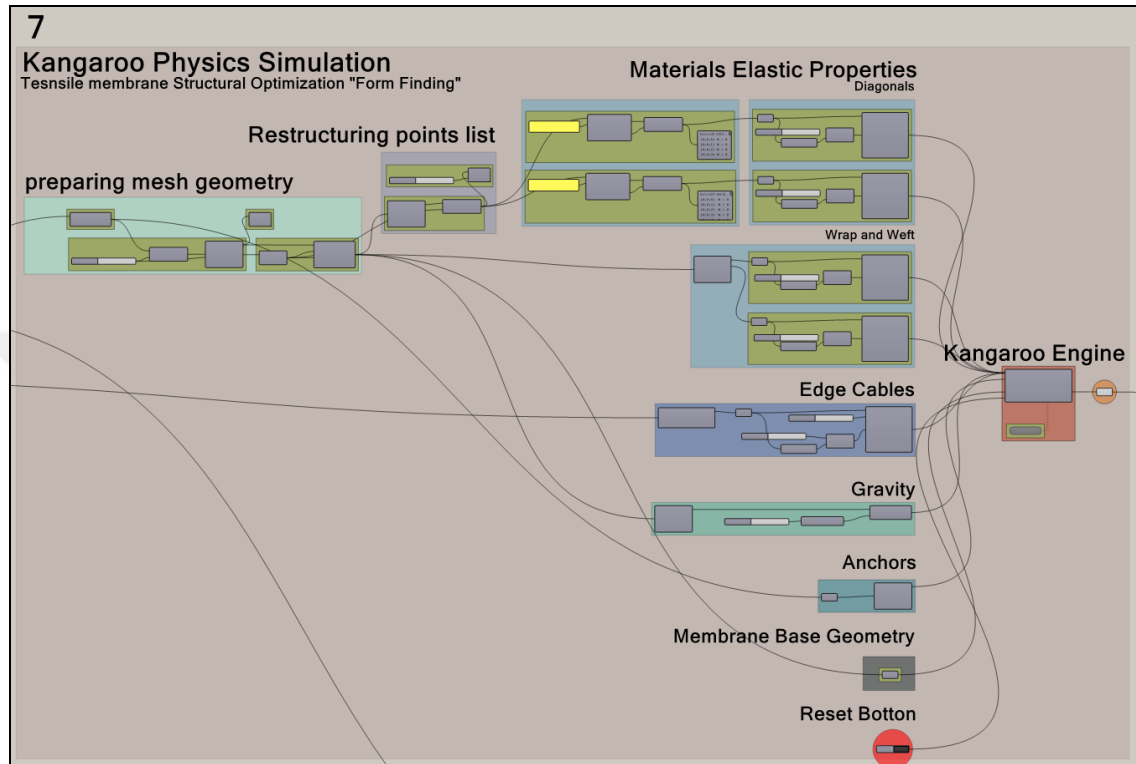 7
Kangaroo Physics Simulation
Tesnsile membrane Structural Optimization "Form Finding"
Materials Elastic Properties
Diagonals
Restructuring points list
preparing mesh geometry
Wrap and Weft
Kangaroo Engine
Edge Cables
Gravity
Anchors
Membrane Base Geometry
Reset Botton